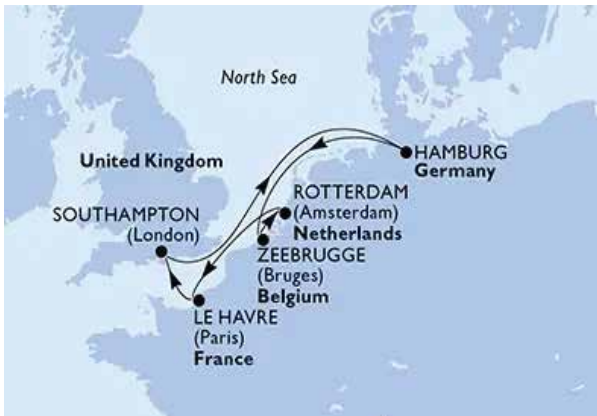 North Sea
United Kingdom
HAMBURG
Germany
ROTTERDAM
(Amsterdam)
Netherlands
SOUTHAMPTON
(London)
ZEEBRUGGE
(Bruges)
Belgium
LE HAVRE
(Paris)
France